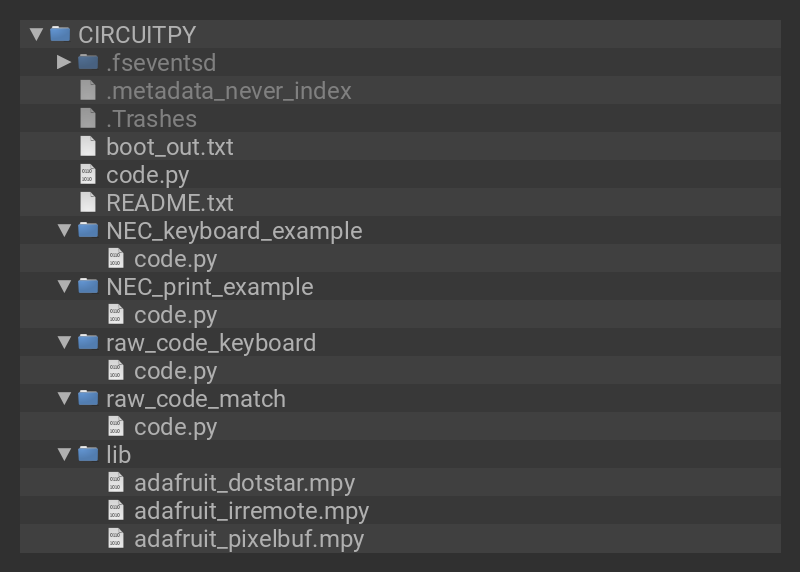 CIRCUITPY
.fseventsd
.metadata_never_index
.Trashes
boot_out.txt
code.py
README.txt
NEC_keyboard_example
code.py
NEC_print_example
code.py
raw_code_keyboard
code.py
raw_code_match
code.py
lib
adafruit_dotstar.mpy
adafruit_irremote.mpy
adafruit_pixelbuf.mpy